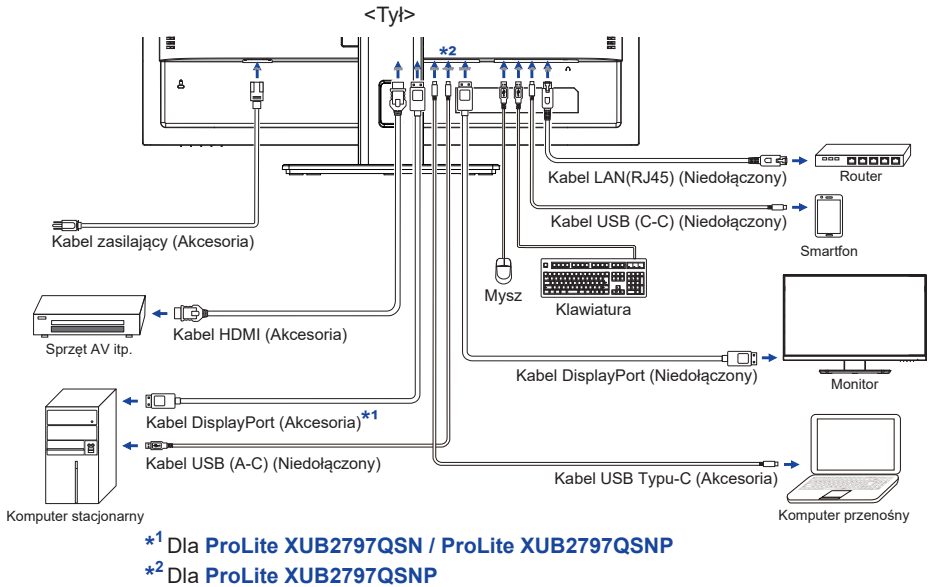 <Tył>
*2
Kabel LAN(RJ45) (Niedołączony)
Router
Kabel USB (C-C) (Niedołączony)
Smartfon
Kabel zasilający (Akcesoria)
Mysz
Klawiatura
Kabel HDMI (Akcesoria)
Sprzęt AV itp.
Kabel DisplayPort (Niedołączony)
Monitor
Kabel DisplayPort (Akcesoria)*1
Kabel USB (A-C) (Niedołączony)
Kabel USB Typu-C (Akcesoria)
Komputer stacjonarny
Komputer przenośny
*1 Dla ProLite XUB2797QSN / ProLite XUB2797QSNP
*2 Dla ProLite XUB2797QSNP